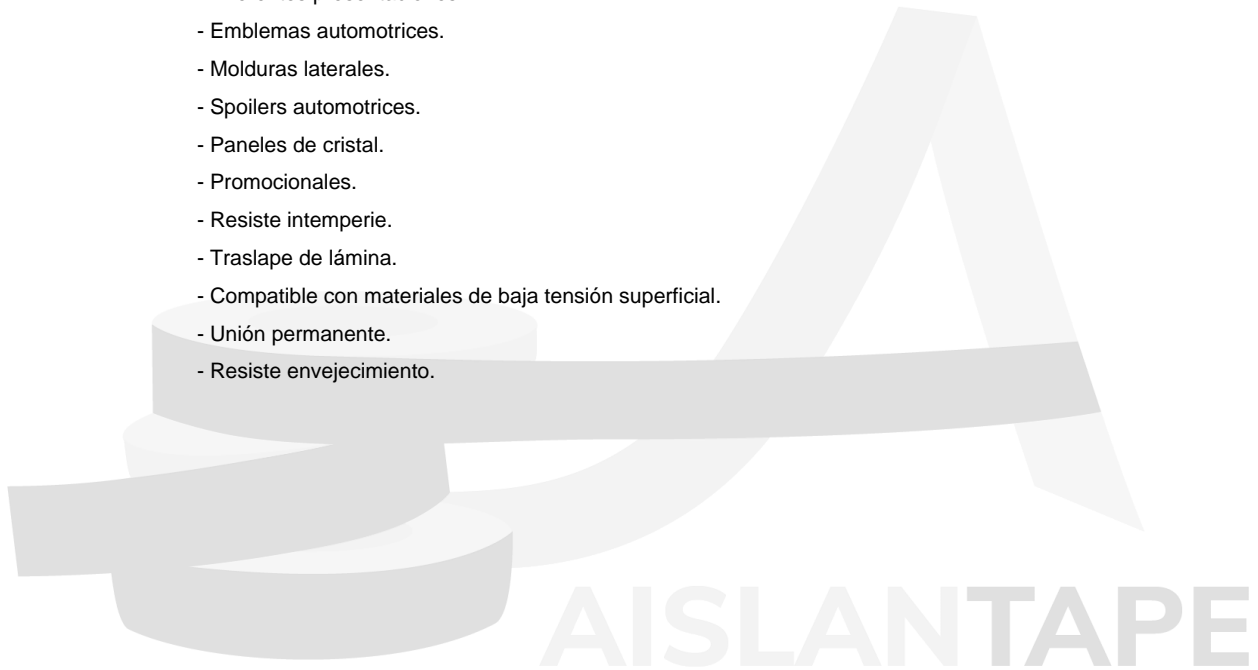 - Emblemas automotrices.
- Molduras laterales.
- Spoilers automotrices.
- Paneles de cristal.
- Promocionales.
- Resiste intemperie.
- Traslape de lámina.
- Compatible con materiales de baja tensión superficial.
- Unión permanente.
- Resiste envejecimiento.
AISLANTAPE